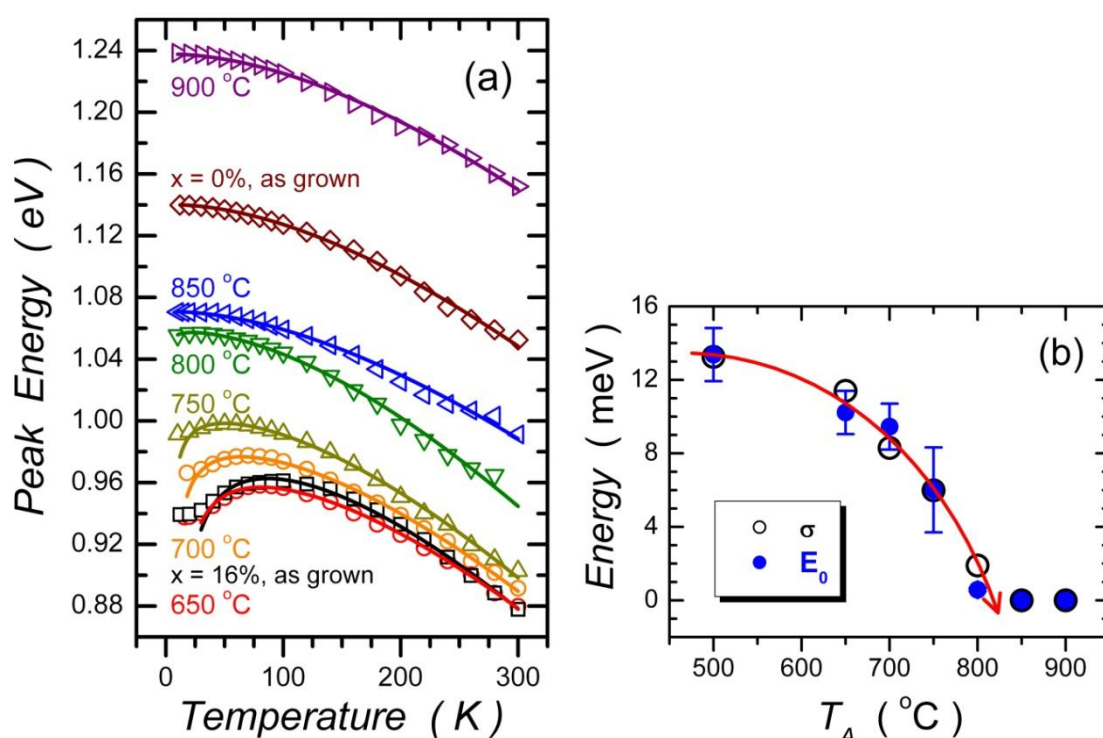 (a)
1.24
900 °C
1.20
x = 0%, as grown
1.16
1.12
850 °C
1.08
1.04
800 °C
750 °C
1.00
0.96
0.92
700 °C
x = 16%, as grown
0.88
650 °C
0 100 200 300
Temperature ( K )
Peak Energy ( eV )
(b)
16
12
8
4
0
σ
E₀
500 600 700 800 900
T_A ( °C )
Energy ( meV )